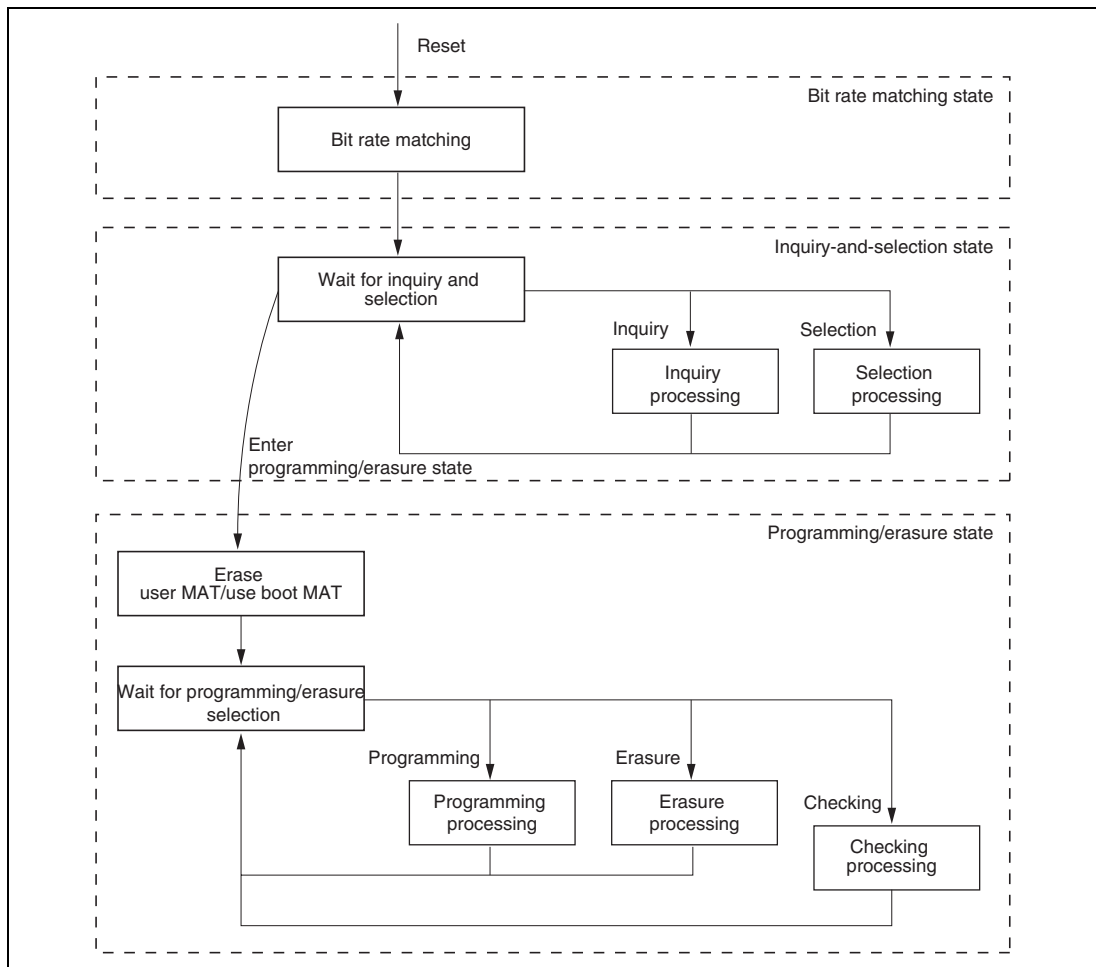 Reset
Bit rate matching state
Bit rate matching
Inquiry-and-selection state
Wait for inquiry and
selection
Inquiry
Selection
Inquiry
processing
Selection
processing
Enter
programming/erasure state
Programming/erasure state
Erase
user MAT/use boot MAT
Wait for programming/erasure
selection
Programming
Erasure
Checking
Programming
processing
Erasure
processing
Checking
processing